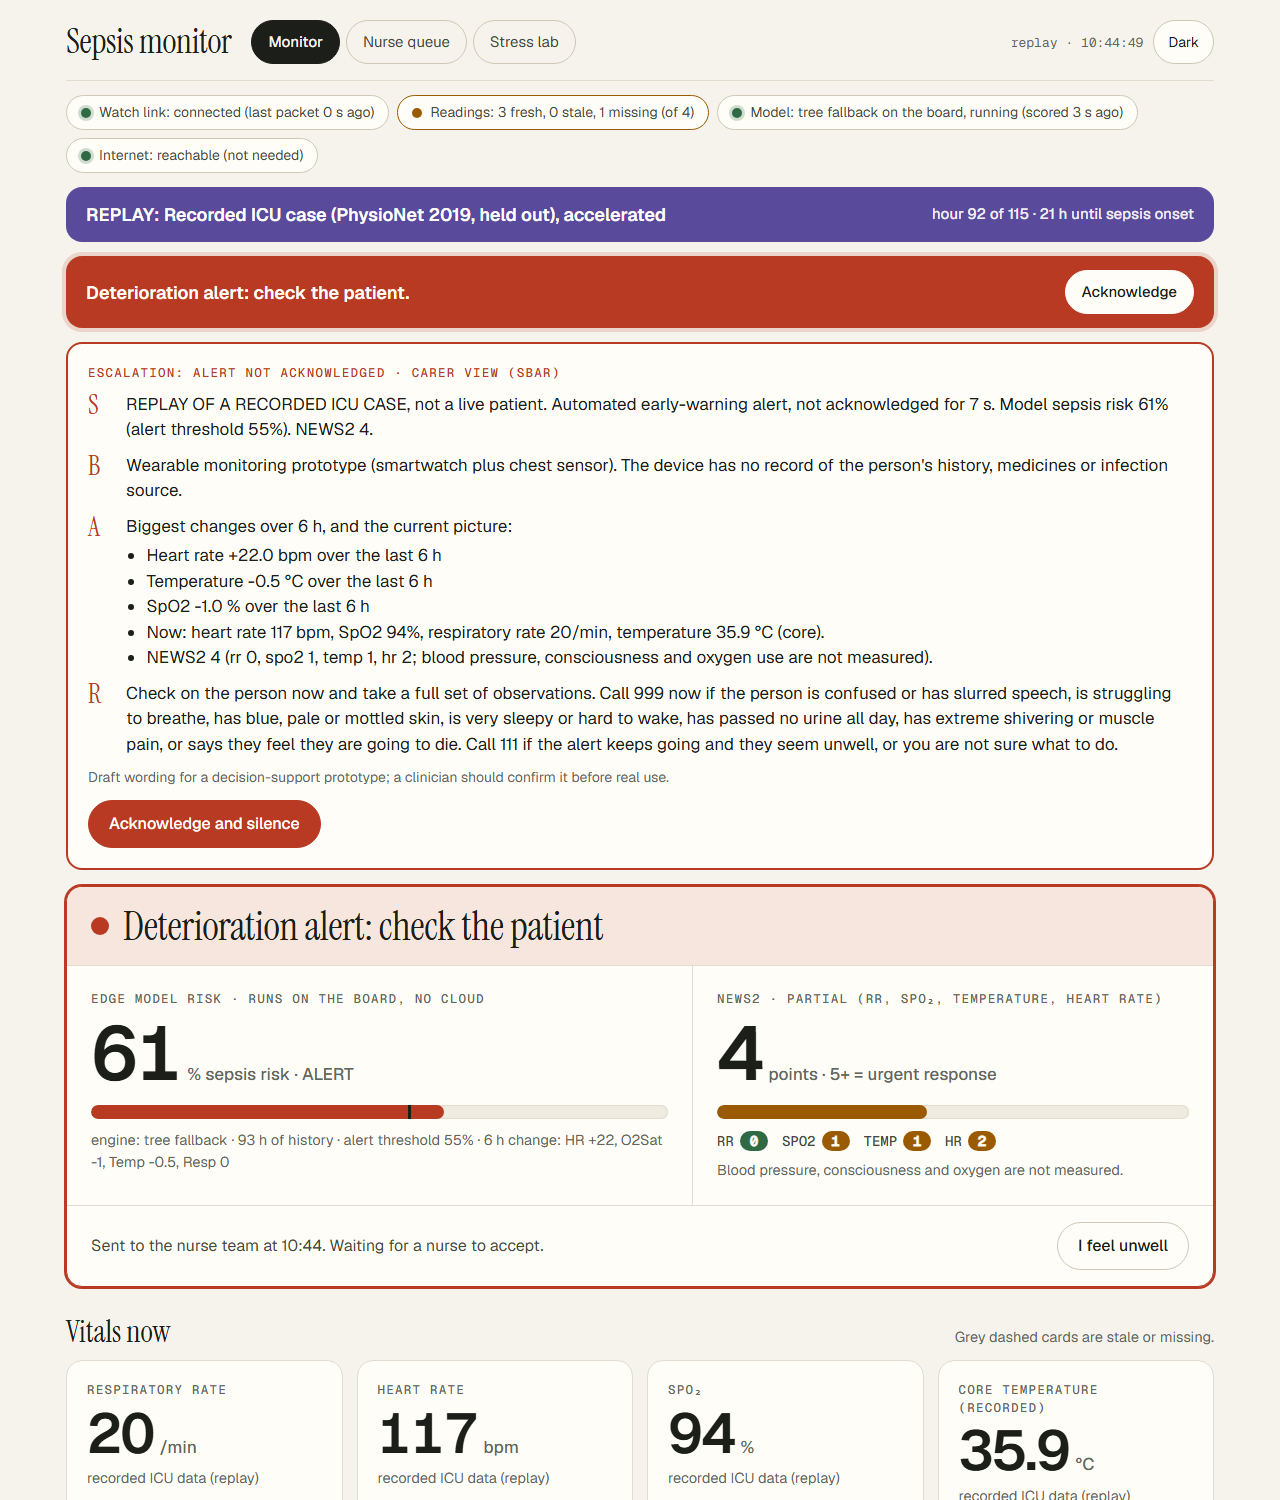 Sepsis monitor
Monitor
Nurse queue
Stress lab
replay · 10:44:49
Dark
Watch link: connected (last packet 0 s ago)
Readings: 3 fresh, 0 stale, 1 missing (of 4)
Model: tree fallback on the board, running (scored 3 s ago)
Internet: reachable (not needed)
REPLAY: Recorded ICU case (PhysioNet 2019, held out), accelerated
hour 92 of 115 · 21 h until sepsis onset
Deterioration alert: check the patient.
Acknowledge
ESCALATION: ALERT NOT ACKNOWLEDGED · CARER VIEW (SBAR)
S
REPLAY OF A RECORDED ICU CASE, not a live patient. Automated early-warning alert, not acknowledged for 7 s. Model sepsis risk 61%
(alert threshold 55%). NEWS2 4.
B
Wearable monitoring prototype (smartwatch plus chest sensor). The device has no record of the person's history, medicines or infection
source.
A
Biggest changes over 6 h, and the current picture:
• Heart rate +22.0 bpm over the last 6 h
• Temperature -0.5 °C over the last 6 h
• SpO2 -1.0 % over the last 6 h
• Now: heart rate 117 bpm, SpO2 94%, respiratory rate 20/min, temperature 35.9 °C (core).
• NEWS2 4 (rr 0, spo2 1, temp 1, hr 2; blood pressure, consciousness and oxygen use are not measured).
R
Check on the person now and take a full set of observations. Call 999 now if the person is confused or has slurred speech, is struggling
to breathe, has blue, pale or mottled skin, is very sleepy or hard to wake, has passed no urine all day, has extreme shivering or muscle
pain, or says they feel they are going to die. Call 111 if the alert keeps going and they seem unwell, or you are not sure what to do.
Draft wording for a decision-support prototype; a clinician should confirm it before real use.
Acknowledge and silence
Deterioration alert: check the patient
EDGE MODEL RISK · RUNS ON THE BOARD, NO CLOUD
61 % sepsis risk · ALERT
engine: tree fallback · 93 h of history · alert threshold 55% · 6 h change: HR +22, O2Sat
-1, Temp -0.5, Resp 0
NEWS2 · PARTIAL (RR, SPO₂, TEMPERATURE, HEART RATE)
4 points · 5+ = urgent response
RR 0 SPO2 1 TEMP 1 HR 2
Blood pressure, consciousness and oxygen are not measured.
Sent to the nurse team at 10:44. Waiting for a nurse to accept.
I feel unwell
Vitals now
Grey dashed cards are stale or missing.
RESPIRATORY RATE
20 /min
recorded ICU data (replay)
HEART RATE
117 bpm
recorded ICU data (replay)
SPO₂
94 %
recorded ICU data (replay)
CORE TEMPERATURE
(RECORDED)
35.9 °C
recorded ICU data (replay)